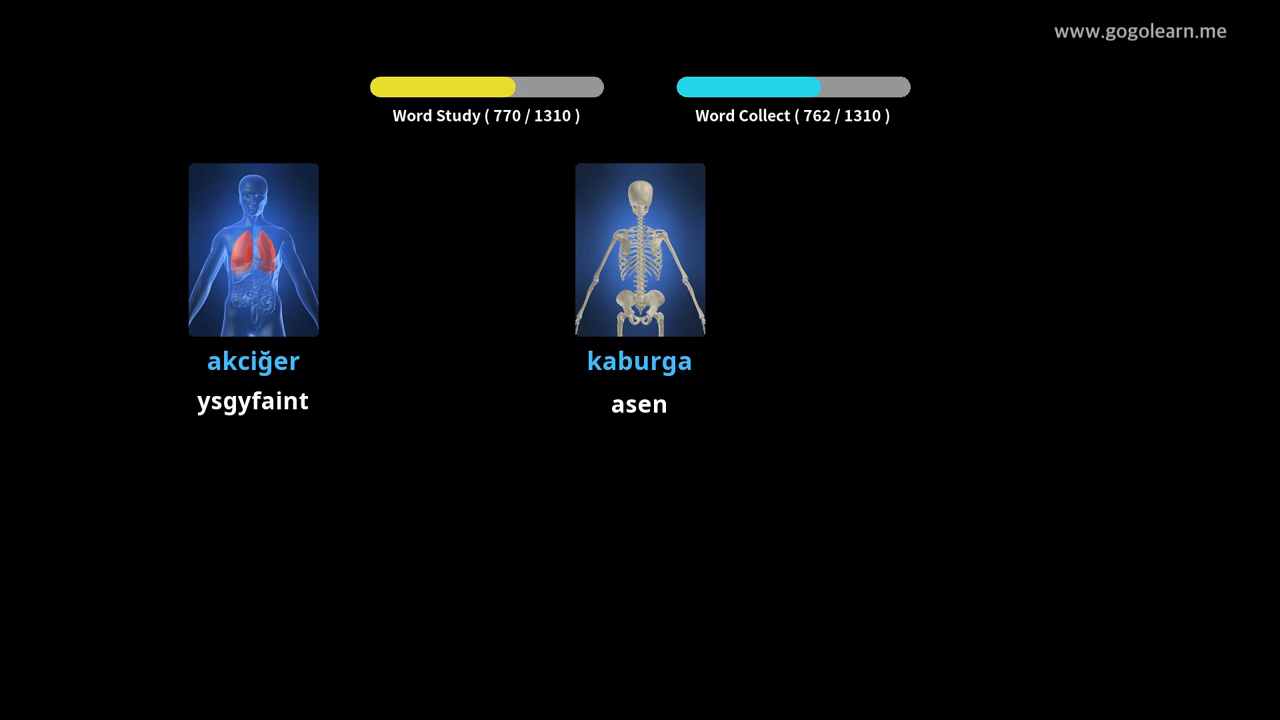 www.gogolearn.me
Word Study ( 770 / 1310 )
Word Collect ( 762 / 1310 )
akciğer
ysgyfaint
kaburga
asen